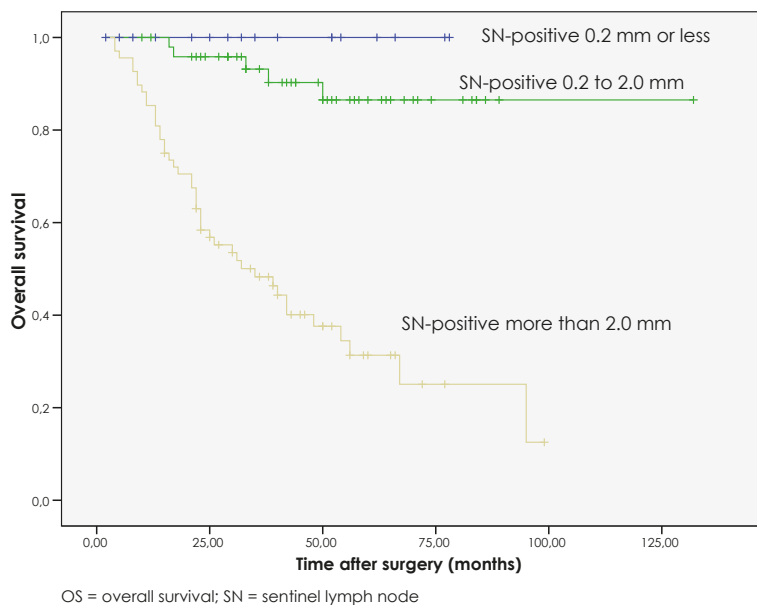 1,0
SN-positive 0.2 mm or less
SN-positive 0.2 to 2.0 mm
0,8
0,6
Overall survival
0,4
SN-positive more than 2.0 mm
0,2
0,0
0,00 25,00 50,00 75,00 100,00 125,00
Time after surgery (months)
OS = overall survival; SN = sentinel lymph node